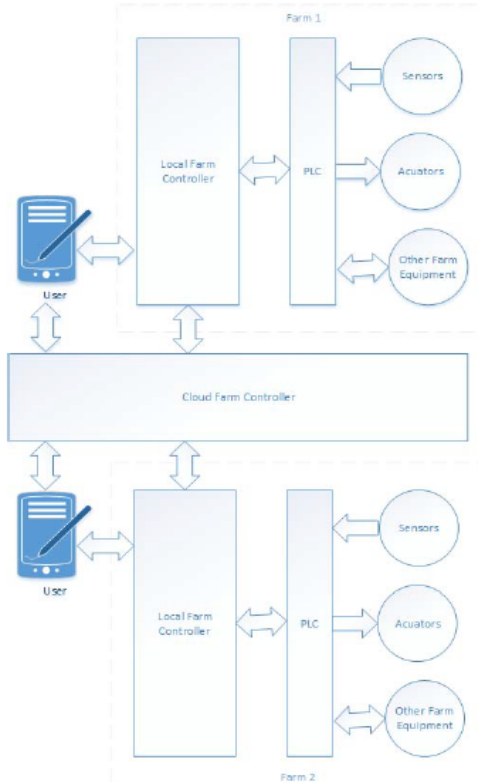 Farm 1
Sensors
Local Farm
Controller
PLC
Acuators
Other Farm
Equipment
User
Cloud Farm Controller
User
Sensors
Local Farm
Controller
PLC
Acuators
Other Farm
Equipment
Farm 2